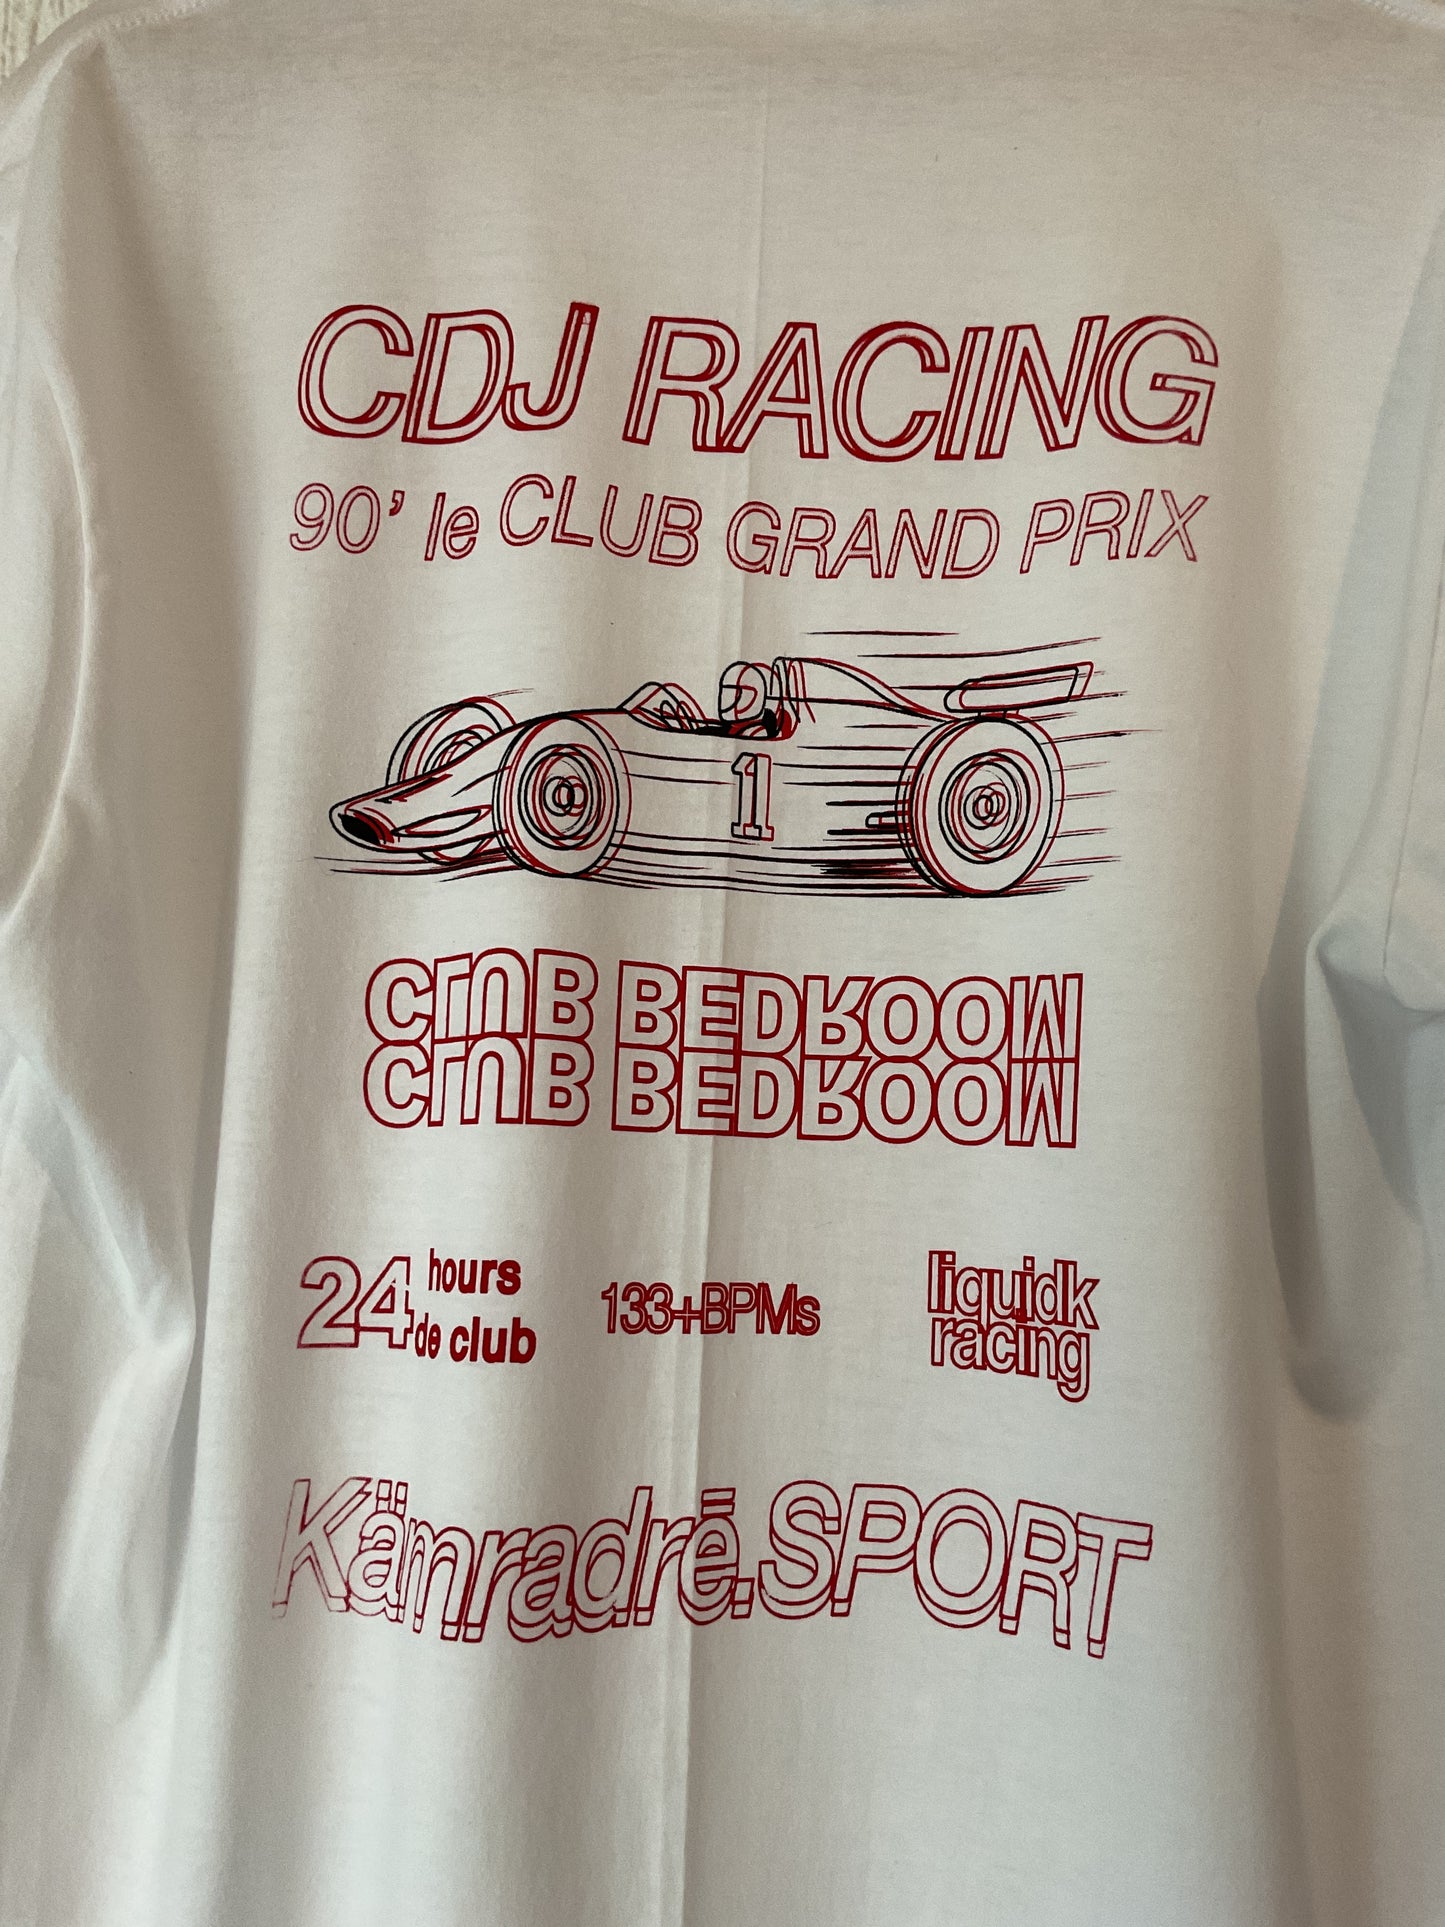 CDJ RACING
90' le CLUB GRAND PRIX
1
CLUB BEDROOM
CLUB BEDROOM
24 hours
de club
133+BPMs
liquidk
racing
Kämradrē.SPORT